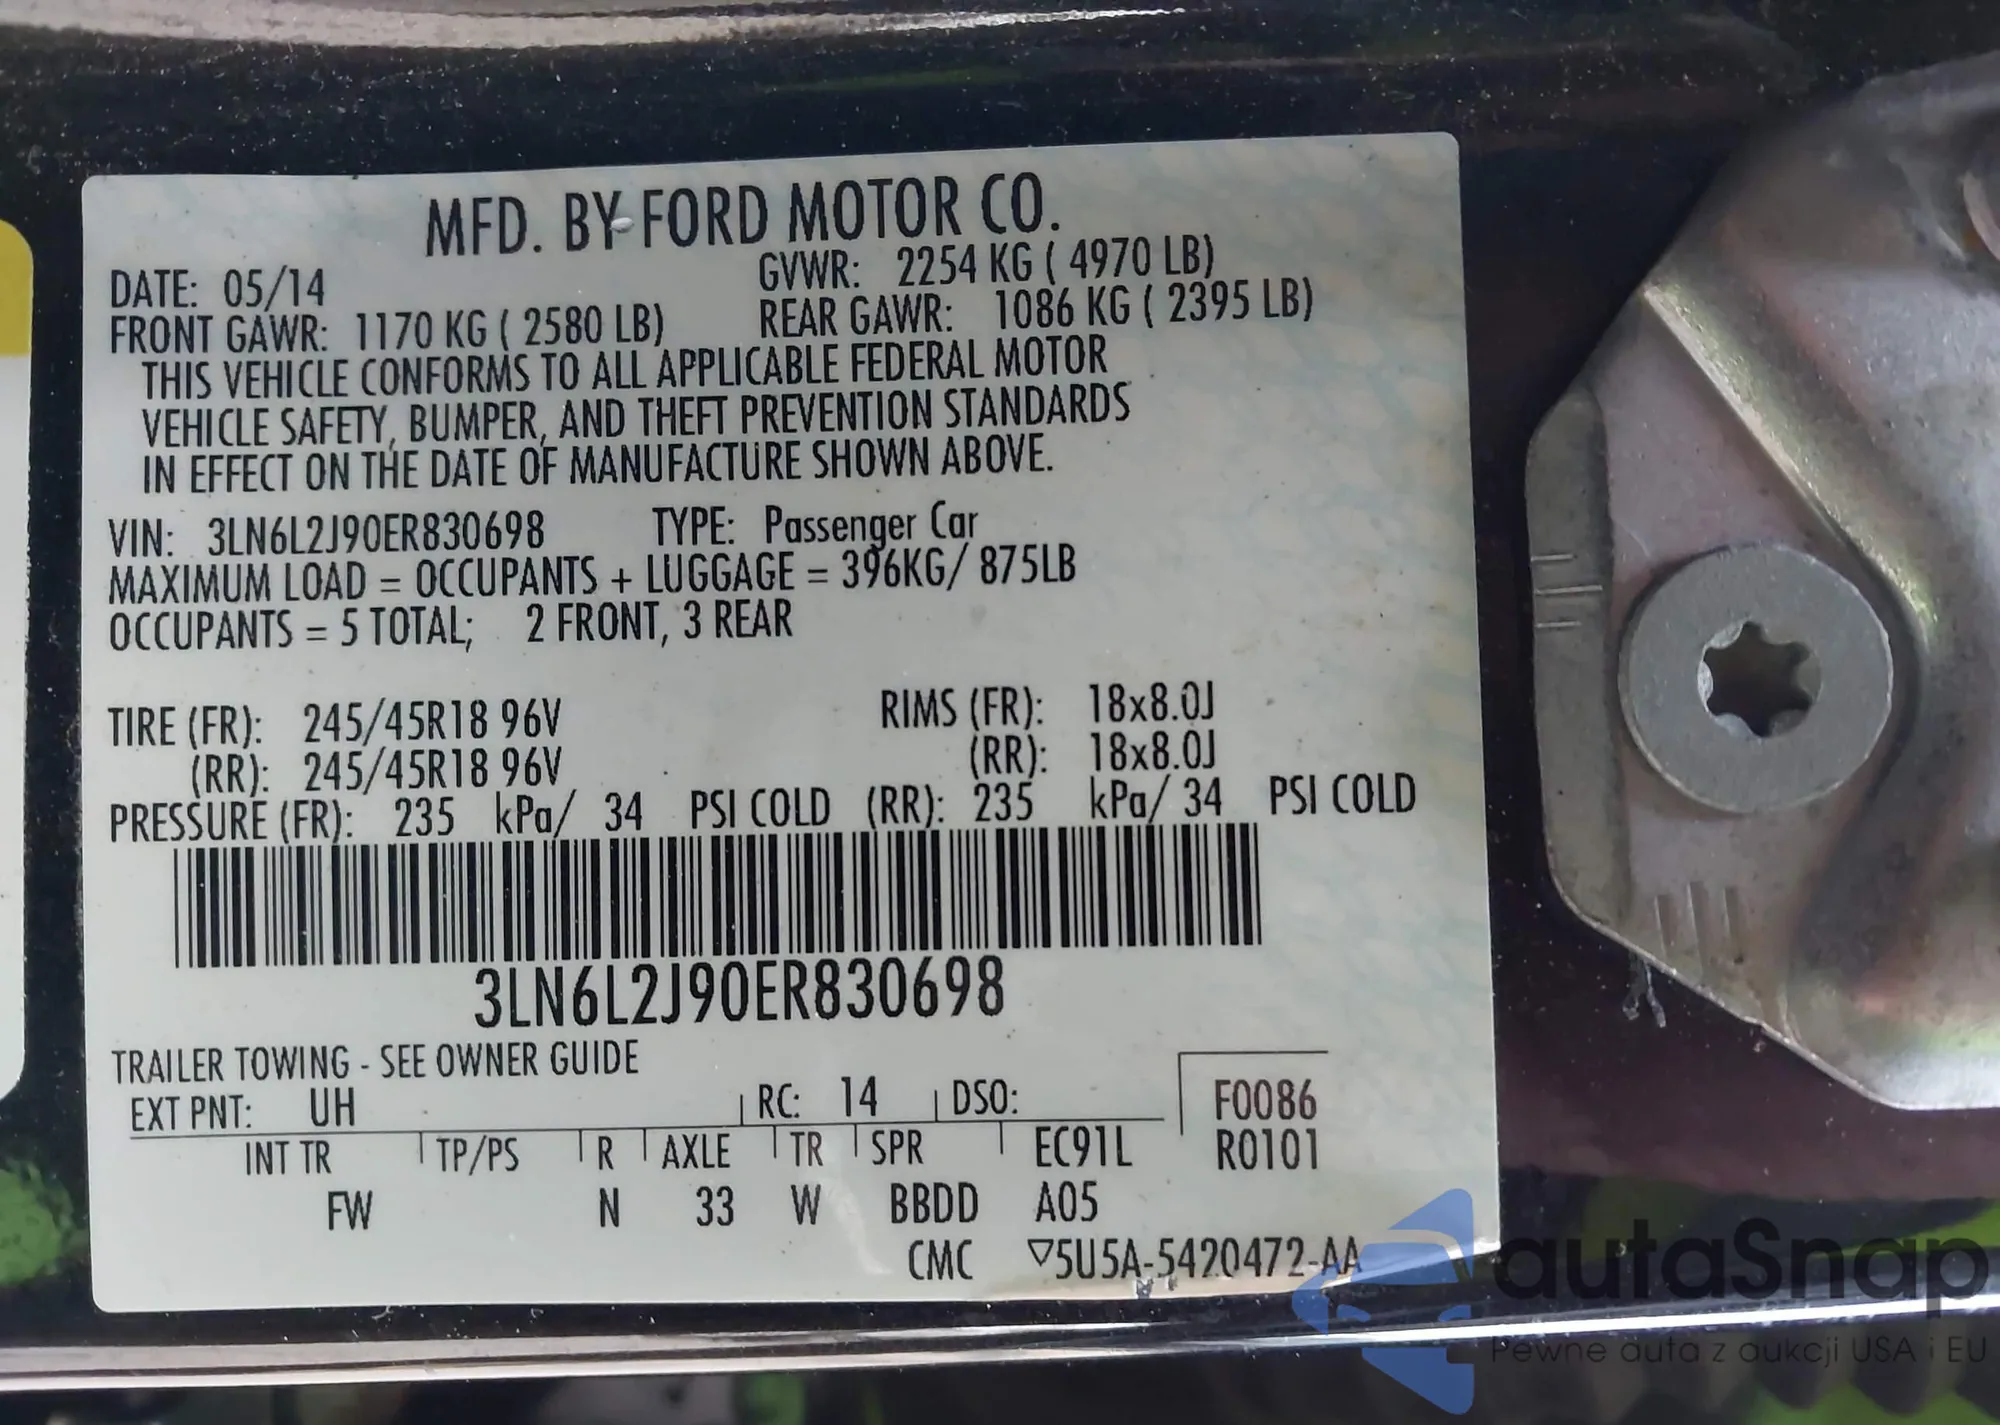 MFD. BY FORD MOTOR CO.
DATE: 05/14 GVWR: 2254 KG ( 4970 LB)
FRONT GAWR: 1170 KG ( 2580 LB) REAR GAWR: 1086 KG ( 2395 LB)
THIS VEHICLE CONFORMS TO ALL APPLICABLE FEDERAL MOTOR
VEHICLE SAFETY, BUMPER, AND THEFT PREVENTION STANDARDS
IN EFFECT ON THE DATE OF MANUFACTURE SHOWN ABOVE.
VIN: 3LN6L2J90ER830698 TYPE: Passenger Car
MAXIMUM LOAD = OCCUPANTS + LUGGAGE = 396KG/ 875LB
OCCUPANTS = 5 TOTAL; 2 FRONT, 3 REAR
TIRE (FR): 245/45R18 96V RIMS (FR): 18x8.0J
(RR): 245/45R18 96V (RR): 18x8.0J
PRESSURE (FR): 235 kPa/ 34 PSI COLD (RR): 235 kPa/ 34 PSI COLD
3LN6L2J90ER830698
TRAILER TOWING - SEE OWNER GUIDE
EXT PNT: UH RC: 14 DSO: F0086
INT TR TP/PS R AXLE TR SPR EC91L R0101
FW N 33 W BBDD A05
CMC ▽5U5A-5420472-AA
autaSnap
Pewne auta z aukcji USA i EU